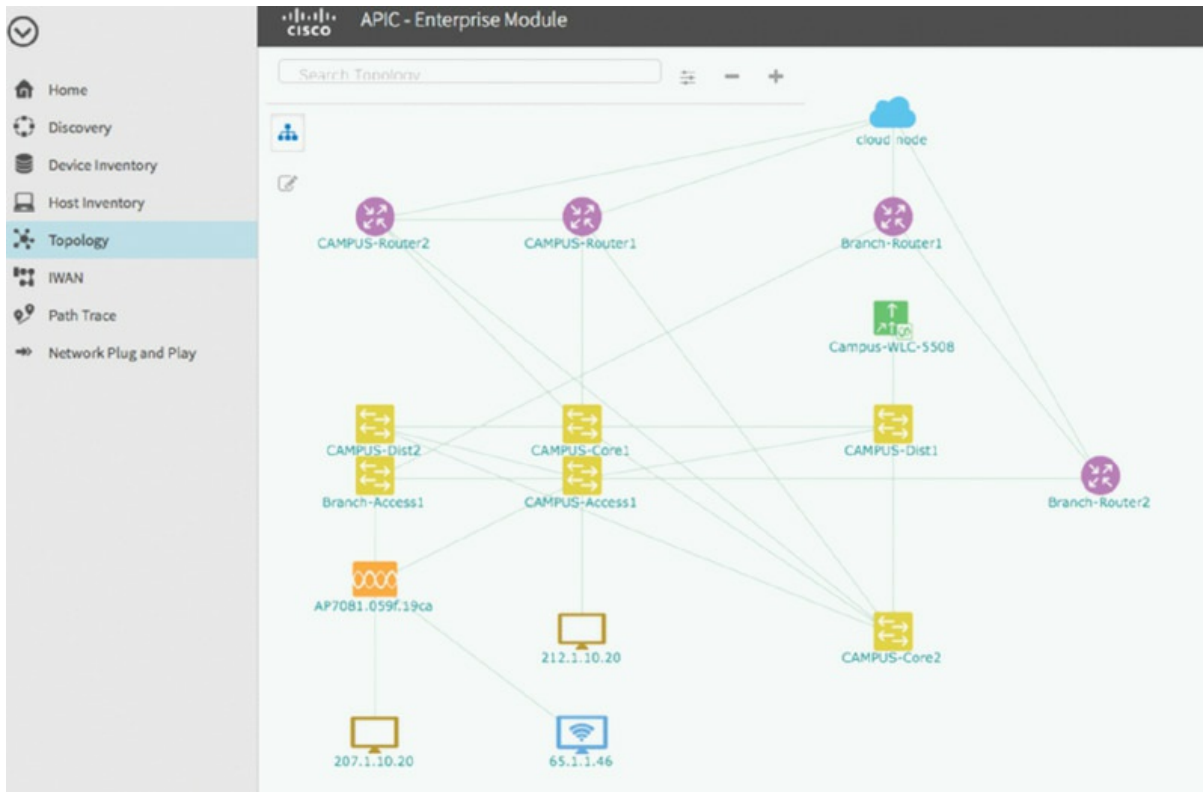 CISCO
APIC - Enterprise Module
Search Topology
Home
Discovery
Device Inventory
Host Inventory
Topology
IWAN
Path Trace
Network Plug and Play
cloud node
CAMPUS-Router2
CAMPUS-Router1
Branch-Router1
Campus-WLC-5508
CAMPUS-Dist2
CAMPUS-Core1
CAMPUS-Dist1
Branch-Access1
CAMPUS-Access1
Branch-Router2
AP7081.059f.19ca
212.1.10.20
CAMPUS-Core2
207.1.10.20
65.1.1.46